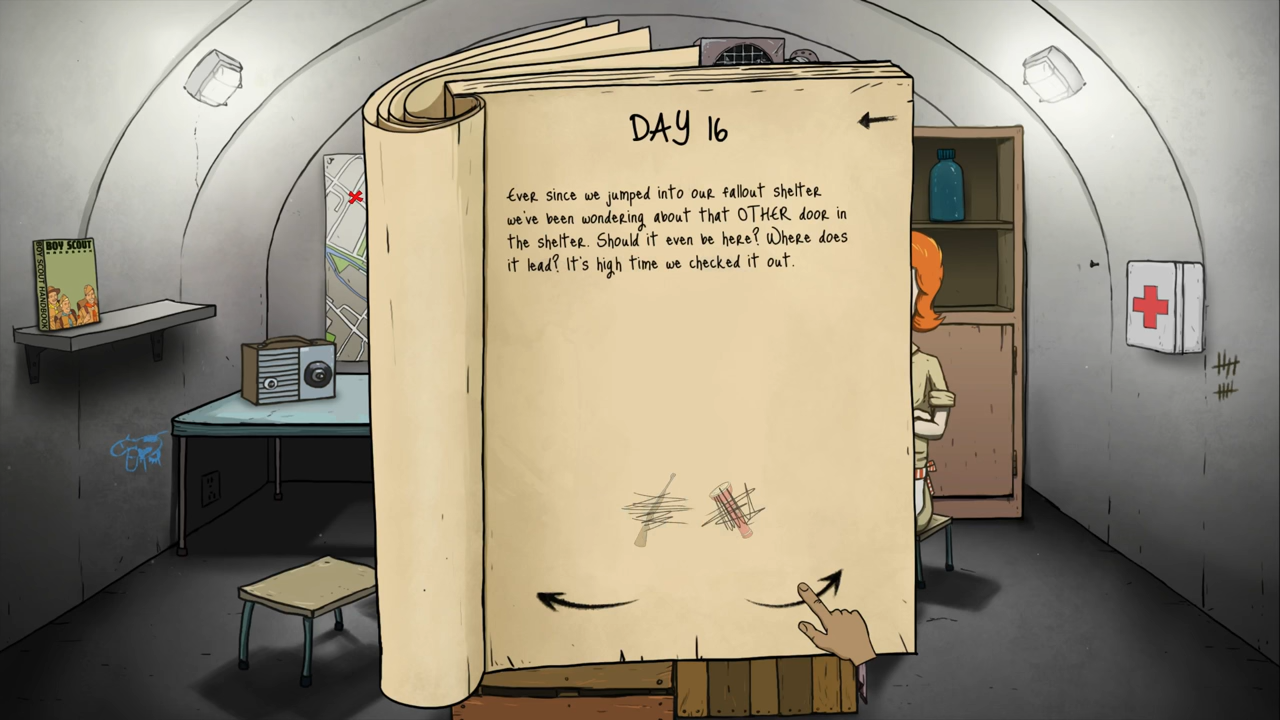 DAY 16
Ever since we jumped into our fallout shelter
we've been wondering about that OTHER door in
the shelter. Should it even be here? Where does
it lead? It's high time we checked it out.
BOY SCOUT
BOY SCOUT HANDBOOK